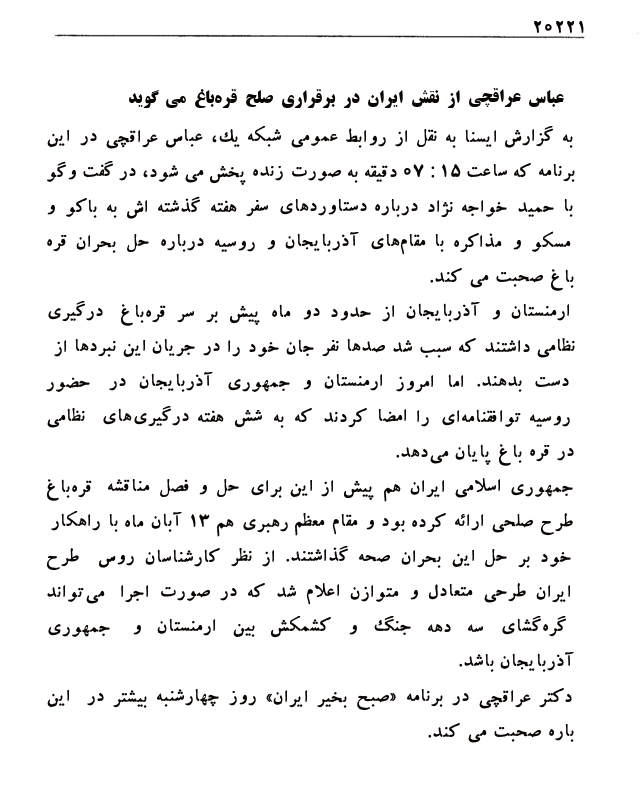 ۲۰۲۲۱
عباس عراقچی از نقش ایران در برقراری صلح قره‌باغ می گوید
به گزارش ایسنا به نقل از روابط عمومی شبکه یك، عباس عراقچی در این
برنامه که ساعت ۱۵ : ۰۷ دقیقه به صورت زنده پخش می شود، در گفت وگو
با حمید خواجه نژاد درباره دستاوردهای سفر هفته گذشته اش به باکو و
مسکو و مذاکره با مقام‌های آذربایجان و روسیه درباره حل بحران قره
باغ صحبت می کند.
ارمنستان و آذربایجان از حدود دو ماه پیش بر سر قره‌باغ درگیری
نظامی داشتند که سبب شد صدها نفر جان خود را در جریان این نبردها از
دست بدهند. اما امروز ارمنستان و جمهوری آذربایجان در حضور
روسیه توافقنامه‌ای را امضا کردند که به شش هفته درگیری‌های نظامی
در قره باغ پایان می‌دهد.
جمهوری اسلامی ایران هم پیش از این برای حل و فصل مناقشه قره‌باغ
طرح صلحی ارائه کرده بود و مقام معظم رهبری هم ۱۳ آبان ماه با راهکار
خود بر حل این بحران صحه گذاشتند. از نظر کارشناسان روس طرح
ایران طرحی متعادل و متوازن اعلام شد که در صورت اجرا می‌تواند
گره‌گشای سه دهه جنگ و کشمکش بین ارمنستان و جمهوری
آذربایجان باشد.
دکتر عراقچی در برنامه «صبح بخیر ایران» روز چهارشنبه بیشتر در این
باره صحبت می کند.